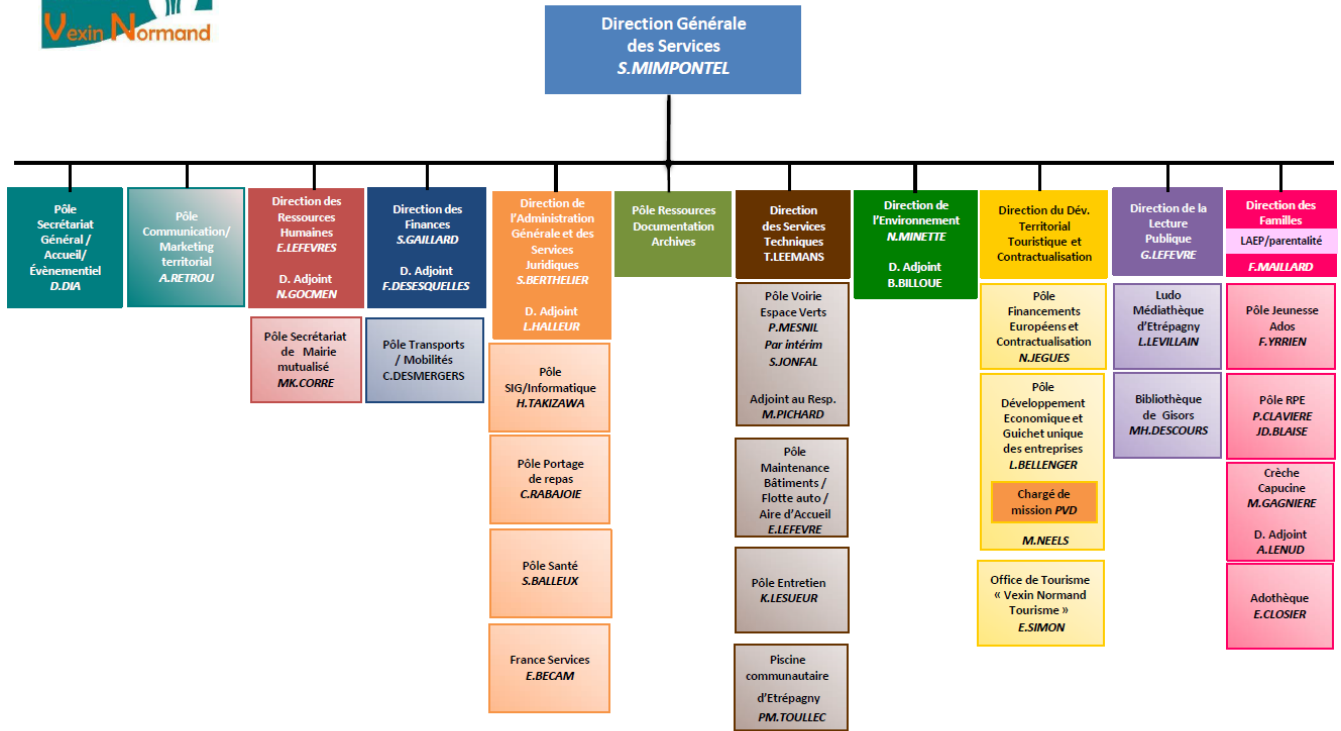 Vexin Normand
Direction Générale
des Services
S.MIMPONTEL
Pôle
Secrétariat
Général /
Accueil/
Évènementiel
D.DIA
Pôle
Communication/
Marketing
territorial
A.RETROU
Direction des
Ressources
Humaines
E.LEFEVRES
D. Adjoint
N.GOCMEN
Pôle Secrétariat
de Mairie
mutualisé
MK.CORRE
Direction des
Finances
S.GAILLARD
D. Adjoint
F.DESESQUELLES
Pôle Transports
/ Mobilités
C.DESMERGERS
Direction de
l'Administration
Générale et des
Services
Juridiques
S.BERTHELIER
D. Adjoint
L.HALLEUR
Pôle
SIG/Informatique
H.TAKIZAWA
Pôle Portage
de repas
C.RABAJOIE
Pôle Santé
S.BALLEUX
France Services
E.BECAM
Pôle Ressources
Documentation
Archives
Direction
des Services
Techniques
T.LEEMANS
Pôle Voirie
Espace Verts
P.MESNIL
Par intérim
S.JONFAL
Adjoint au Resp.
M.PICHARD
Pôle
Maintenance
Bâtiments /
Flotte auto /
Aire d'Accueil
E.LEFEVRE
Pôle Entretien
K.LESUEUR
Piscine
communautaire
d'Etrépagny
PM.TOULLEC
Direction de
l'Environnement
N.MINETTE
D. Adjoint
B.BILLOUE
Direction du Dév.
Territorial
Touristique et
Contractualisation
Pôle
Financements
Européens et
Contractualisation
N.JEGUES
Pôle
Développement
Economique et
Guichet unique
des entreprises
L.BELLENGER
Chargé de
mission PVD
M.NEELS
Office de Tourisme
« Vexin Normand
Tourisme »
E.SIMON
Direction de la
Lecture
Publique
G.LEFEVRE
Ludo
Médiathèque
d'Etrépagny
L.LEVILLAIN
Bibliothèque
de Gisors
MH.DESCOURS
Direction des
Familles
LAEP/parentalité
F.MAILLARD
Pôle Jeunesse
Ados
F.YRRIEN
Pôle RPE
P.CLAVIERE
JD.BLAISE
Crèche
Capucine
M.GAGNIERE
D. Adjoint
A.LENUD
Adothèque
E.CLOSIER